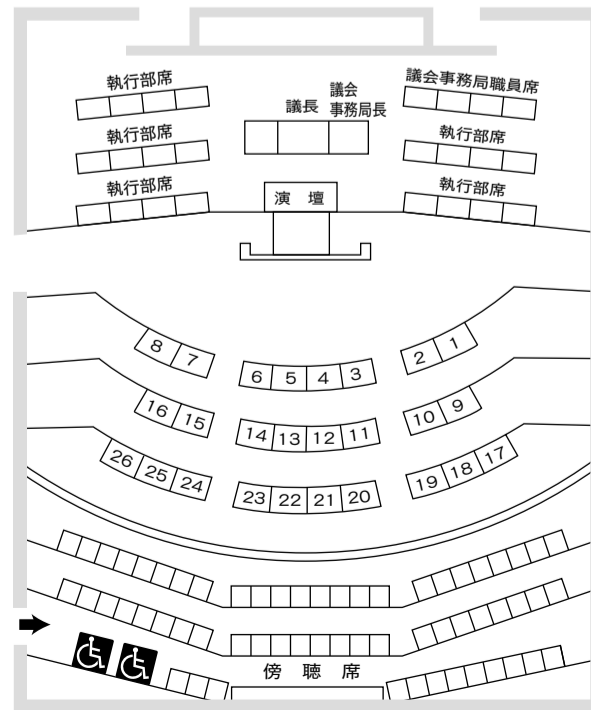 執行部席
議会
議長 事務局長
議会事務局職員席
執行部席
執行部席
執行部席
執行部席
演壇
8 7
6 5 4 3
2 1
16 15
14 13 12 11
10 9
26 25 24
23 22 21 20
19 18 17
傍聴席